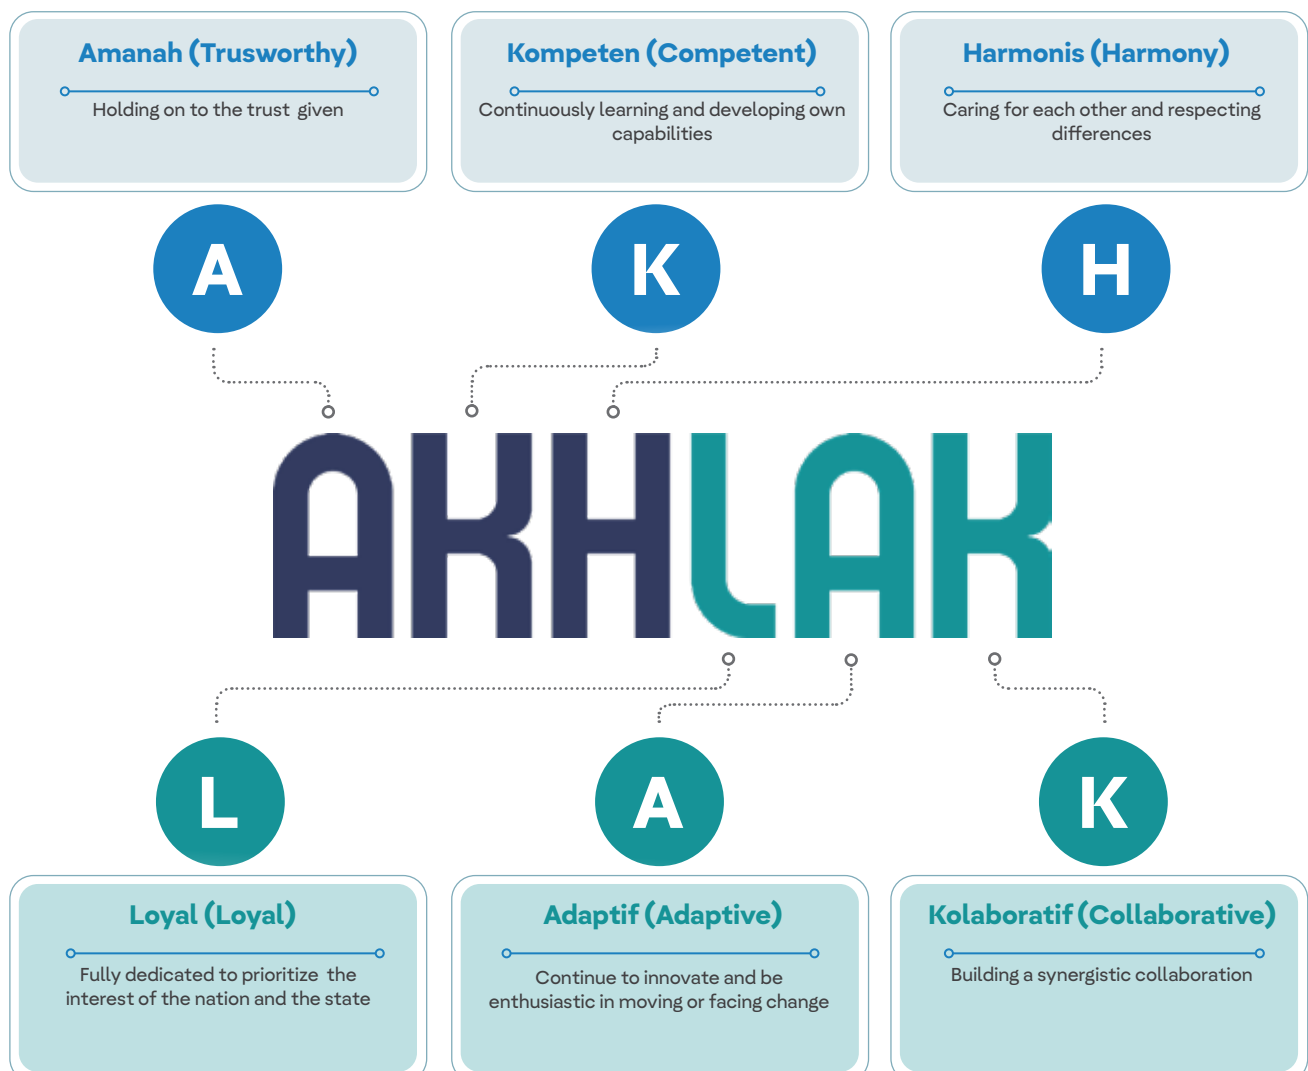 Amanah (Trusworthy)
Holding on to the trust given
Kompeten (Competent)
Continuously learning and developing own
capabilities
Harmonis (Harmony)
Caring for each other and respecting
differences
A
K
H
AKHLAK
L
A
K
Loyal (Loyal)
Fully dedicated to prioritize the
interest of the nation and the state
Adaptif (Adaptive)
Continue to innovate and be
enthusiastic in moving or facing change
Kolaboratif (Collaborative)
Building a synergistic collaboration